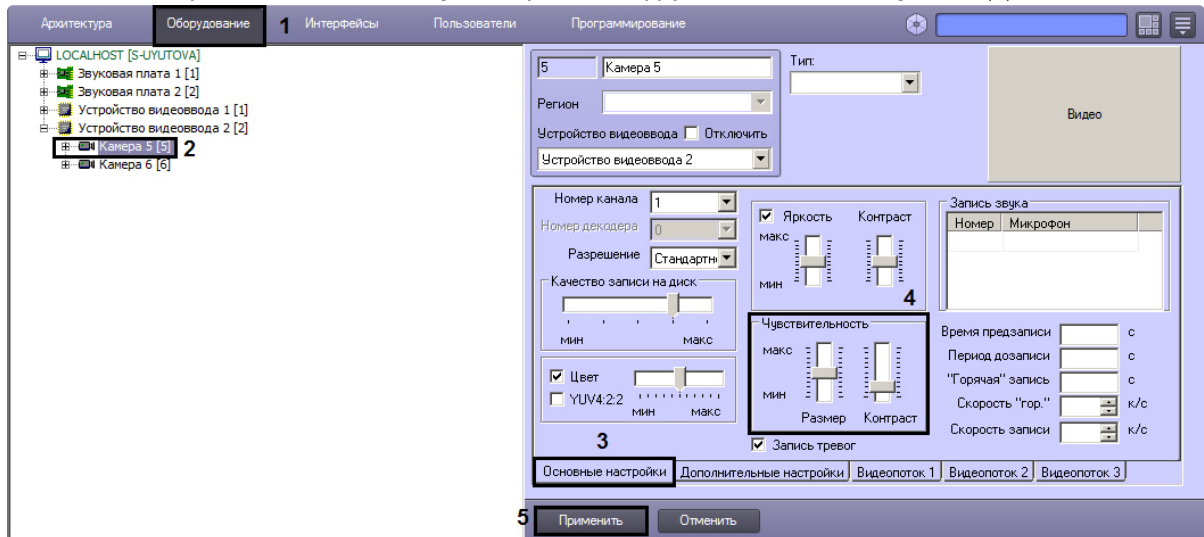 Архитектура Оборудование 1 Интерфейсы Пользователи Программирование
LOCALHOST [S-UYUTOVA]
Звуковая плата 1 [1]
Звуковая плата 2 [2]
Устройство видеоввода 1 [1]
Устройство видеоввода 2 [2]
Камера 5 [5] 2
Камера 6 [6]
5 Камера 5 Тип:
Регион
Устройство видеоввода Отключить
Устройство видеоввода 2
Видео
Номер канала 1
Номер декодера 0
Разрешение Стандартн
Качество записи на диск
мин макс
Цвет
YUV4:2:2
мин макс
3
Яркость Контраст
макс
мин
4
Чувствительность
макс
мин
Размер Контраст
Запись тревог
Запись звука
Номер Микрофон
Время предзаписи с
Период дозаписи с
"Горячая" запись с
Скорость "гор." к/с
Скорость записи к/с
Основные настройки Дополнительные настройки Видеопоток 1 Видеопоток 2 Видеопоток 3
5 Применить Отменить